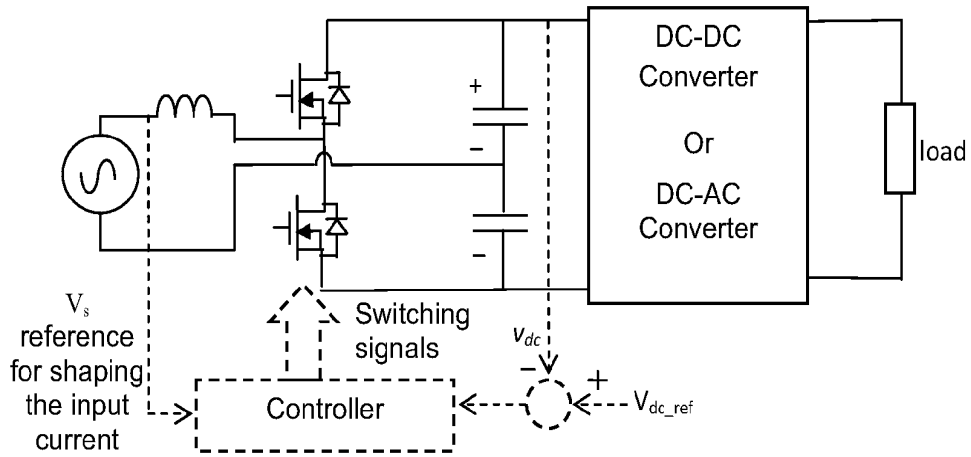 DC-DC
Converter
Or
DC-AC
Converter
load
+
−
−
Vs
reference
for shaping
the input
current
Switching
signals
Controller
vdc
−
+
Vdc_ref